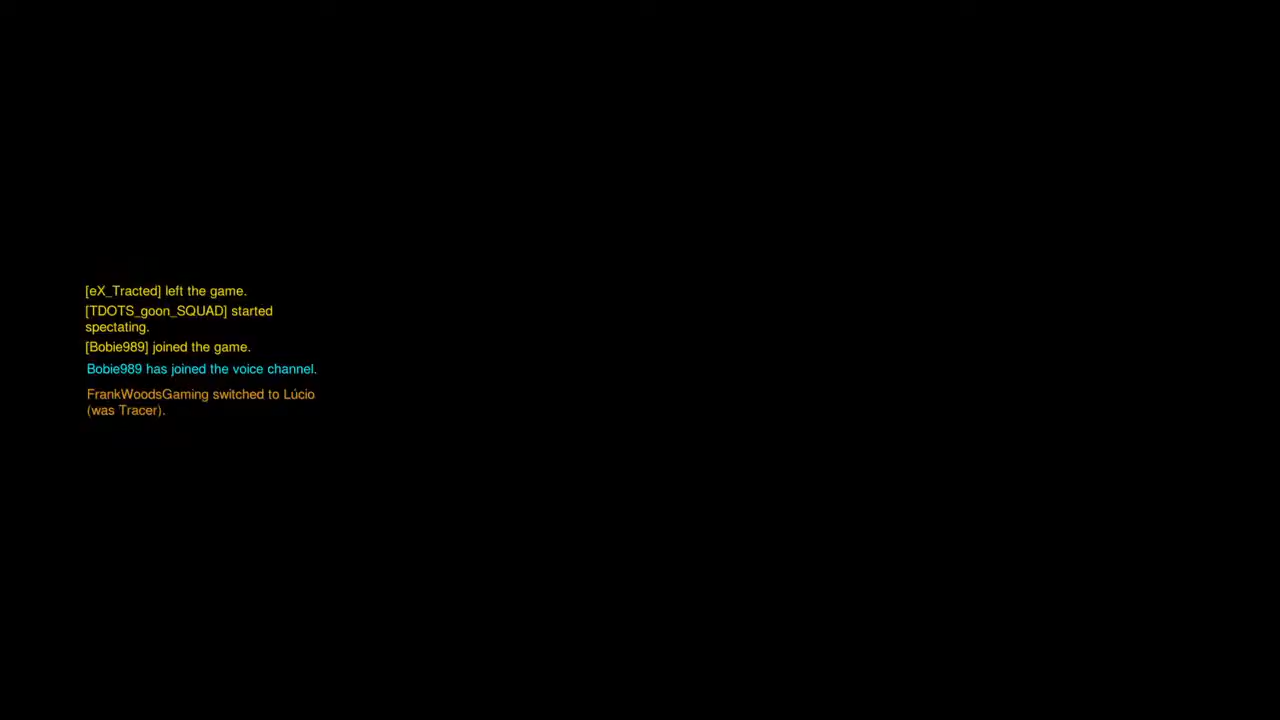 [eX_Tracted] left the game.
[TDOTS_goon_SQUAD] started
spectating.
[Bobie989] joined the game.
Bobie989 has joined the voice channel.
FrankWoodsGaming switched to Lúcio
(was Tracer).